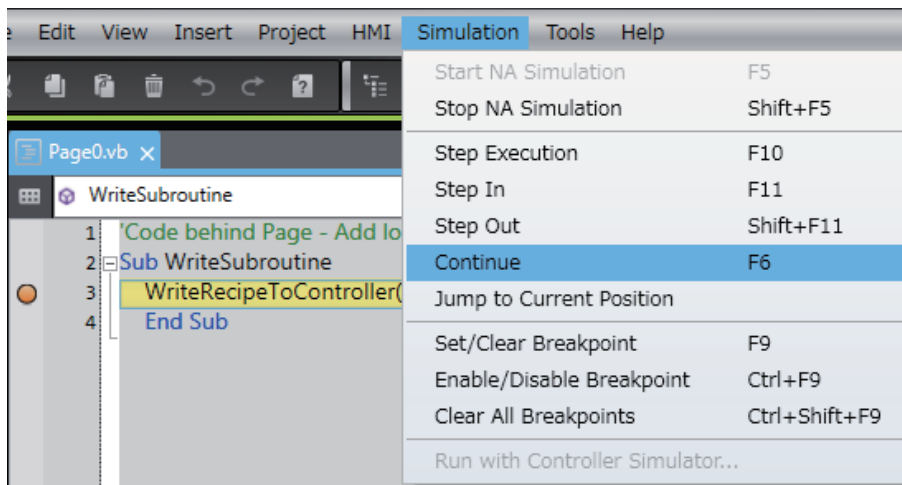 Edit View Insert Project HMI Simulation Tools Help
Start NA Simulation F5
Stop NA Simulation Shift+F5
Step Execution F10
Step In F11
Step Out Shift+F11
Continue F6
Jump to Current Position
Set/Clear Breakpoint F9
Enable/Disable Breakpoint Ctrl+F9
Clear All Breakpoints Ctrl+Shift+F9
Run with Controller Simulator...
Page0.vb
WriteSubroutine
1 'Code behind Page - Add lo
2 Sub WriteSubroutine
3 WriteRecipeToController(
4 End Sub